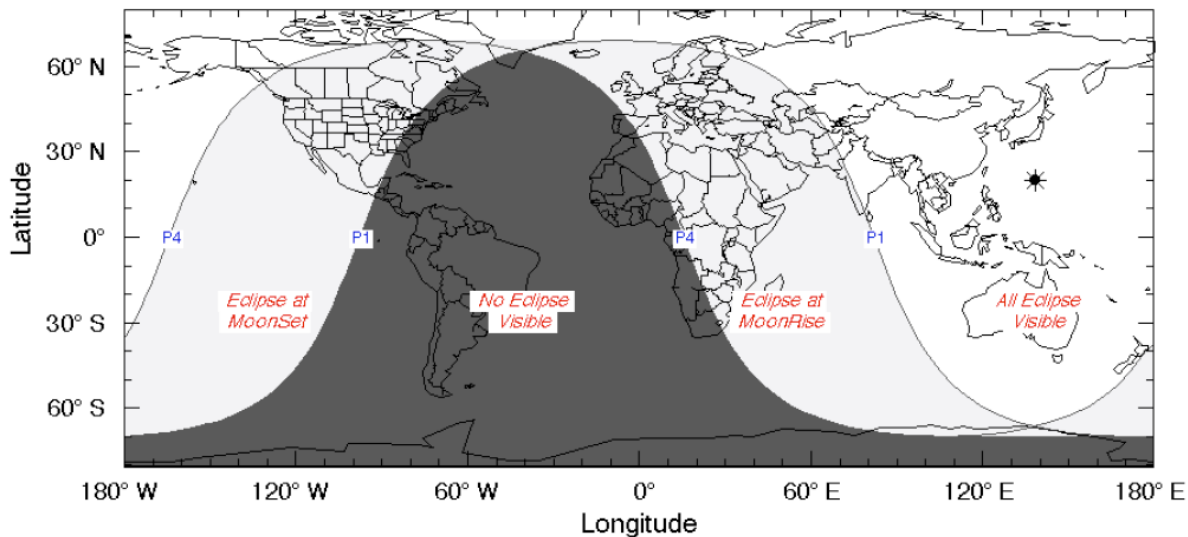 60° N
30° N
0°
30° S
60° S
Latitude
P4
P1
P4
P1
Eclipse at
MoonSet
No Eclipse
Visible
Eclipse at
MoonRise
All Eclipse
Visible
180° W
120° W
60° W
0°
60° E
120° E
180° E
Longitude